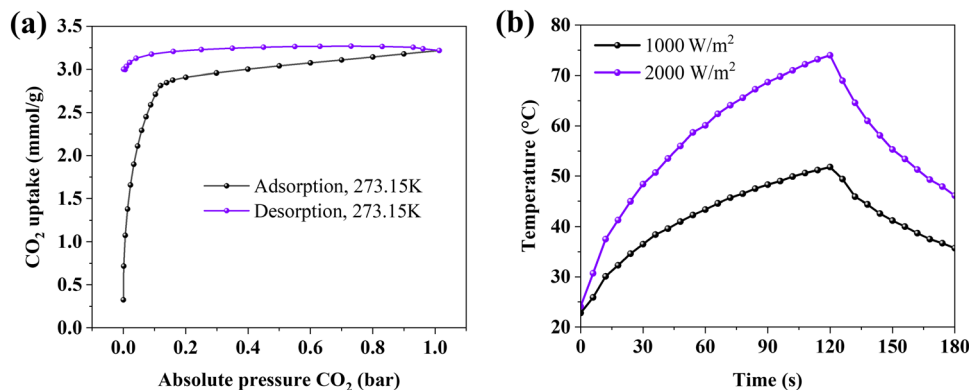 (a)
3.5
3.0
2.5
2.0
1.5
1.0
0.5
0.0
CO2 uptake (mmol/g)
Adsorption, 273.15K
Desorption, 273.15K
0.0 0.2 0.4 0.6 0.8 1.0
Absolute pressure CO2 (bar)
(b)
80
70
60
50
40
30
20
Temperature (°C)
1000 W/m²
2000 W/m²
0 30 60 90 120 150 180
Time (s)